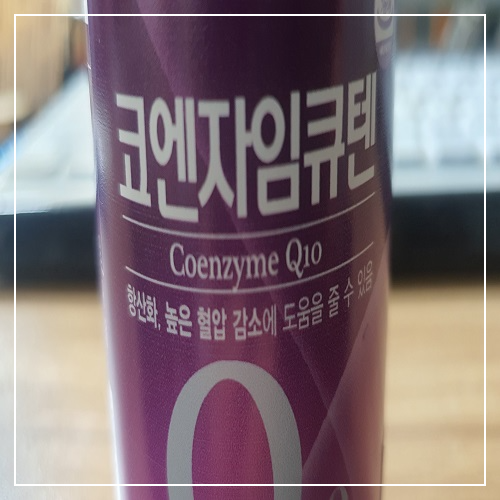 코엔자임큐텐
Coenzyme Q10
항산화, 높은 혈압 감소에 도움을 줄 수 있음
Q